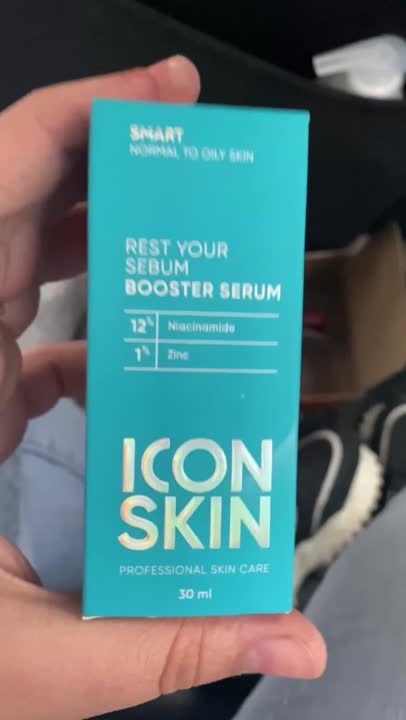 SMART
NORMAL TO OILY SKIN
REST YOUR
SEBUM
BOOSTER SERUM
12% Niacinamide
1% Zinc
ICON
SKIN
PROFESSIONAL SKIN CARE
30 ml